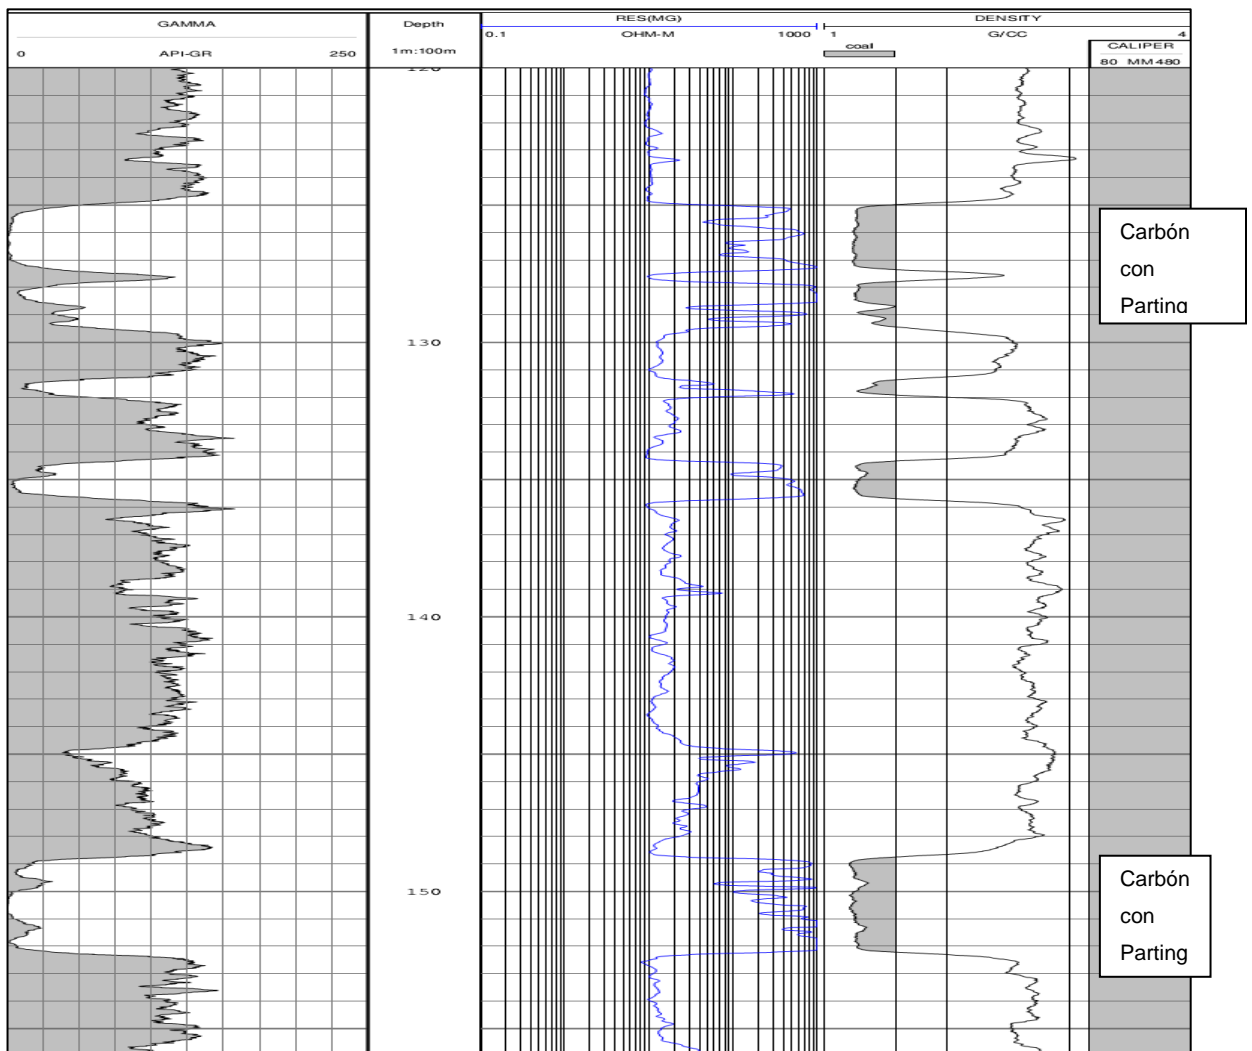 GAMMA
0 API-GR 250
Depth
1m:100m
RES(MG)
0.1 OHM-M 1000
DENSITY
1 G/CC 4
coal
CALIPER
80 MM 480
120
130
140
150
Carbón
con
Parting
Carbón
con
Parting